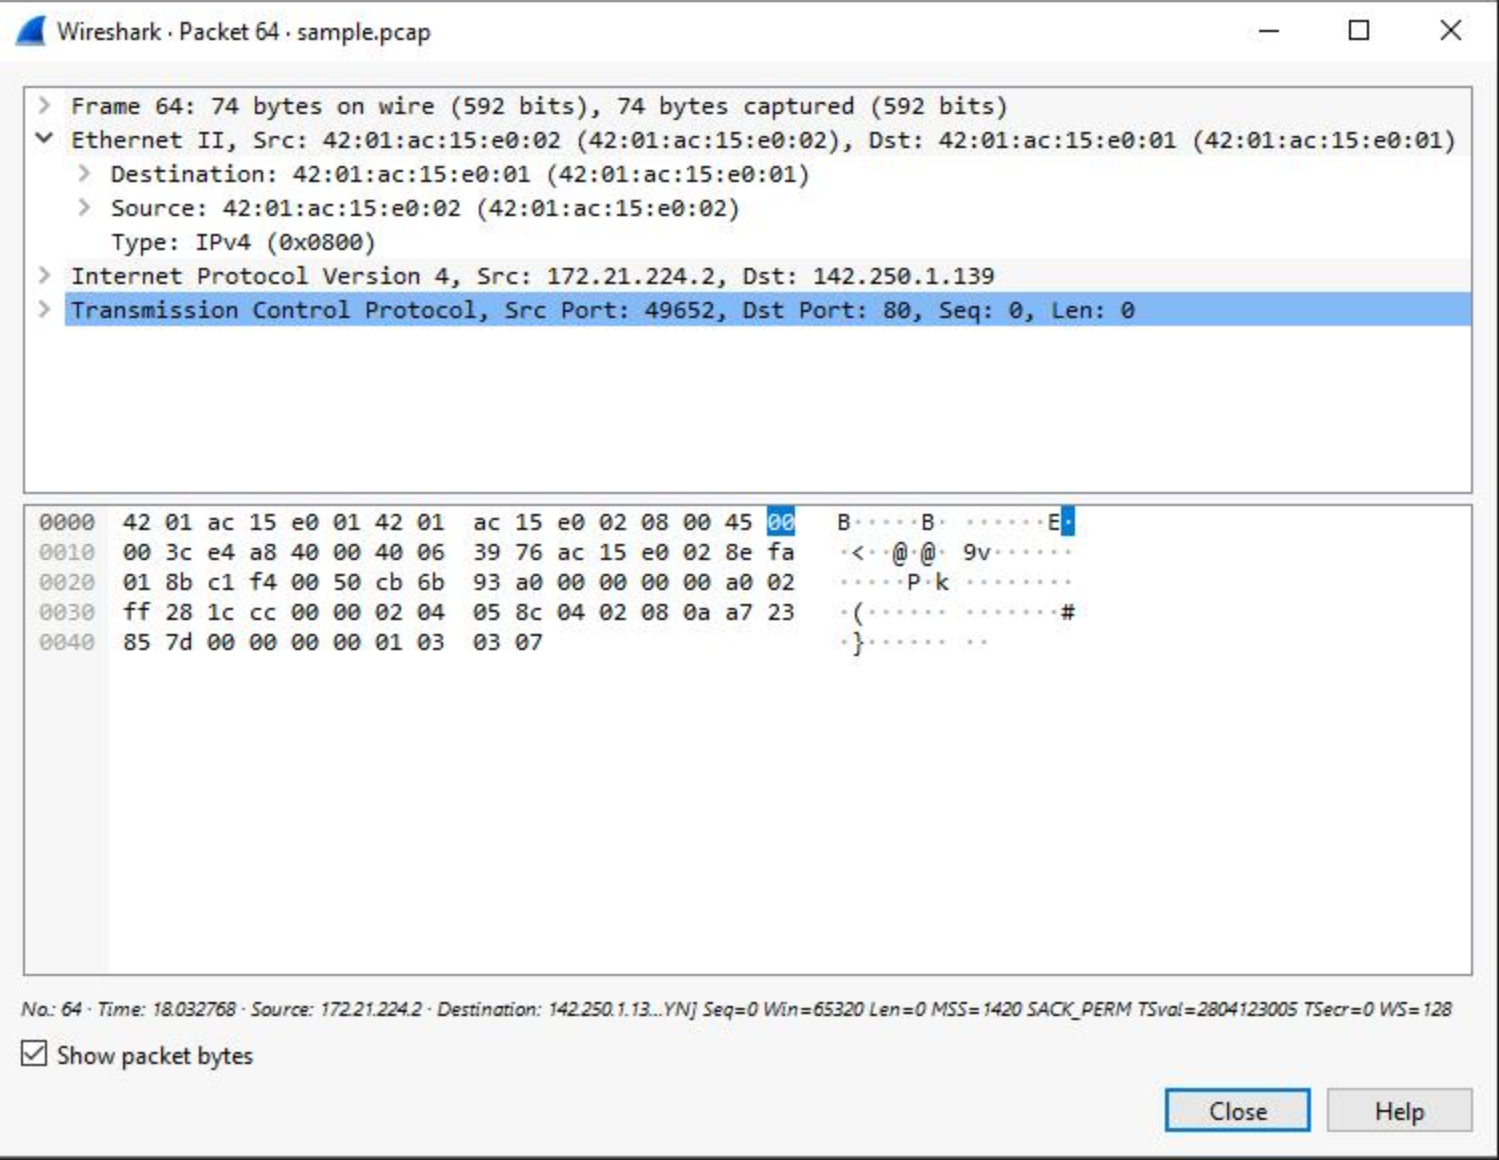 Wireshark · Packet 64 · sample.pcap
Frame 64: 74 bytes on wire (592 bits), 74 bytes captured (592 bits)
Ethernet II, Src: 42:01:ac:15:e0:02 (42:01:ac:15:e0:02), Dst: 42:01:ac:15:e0:01 (42:01:ac:15:e0:01)
Destination: 42:01:ac:15:e0:01 (42:01:ac:15:e0:01)
Source: 42:01:ac:15:e0:02 (42:01:ac:15:e0:02)
Type: IPv4 (0x0800)
Internet Protocol Version 4, Src: 172.21.224.2, Dst: 142.250.1.139
Transmission Control Protocol, Src Port: 49652, Dst Port: 80, Seq: 0, Len: 0
0000 42 01 ac 15 e0 01 42 01 ac 15 e0 02 08 00 45 00 B·····B· ······E·
0010 00 3c e4 a8 40 00 40 06 39 76 ac 15 e0 02 8e fa ·<··@·@· 9v······
0020 01 8b c1 f4 00 50 cb 6b 93 a0 00 00 00 00 a0 02 ·····P·k ········
0030 ff 28 1c cc 00 00 02 04 05 8c 04 02 08 0a a7 23 ·(······ ·······#
0040 85 7d 00 00 00 00 01 03 03 07 ·}······ ··
No.: 64 · Time: 18.032768 · Source: 172.21.224.2 · Destination: 142.250.1.13...YN] Seq=0 Win=65320 Len=0 MSS=1420 SACK_PERM TSval=2804123005 TSecr=0 WS=128
Show packet bytes
Close Help